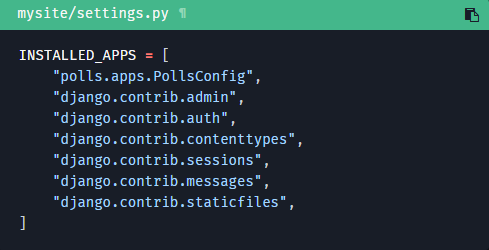 mysite/settings.py ¶
INSTALLED_APPS = [
    "polls.apps.PollsConfig",
    "django.contrib.admin",
    "django.contrib.auth",
    "django.contrib.contenttypes",
    "django.contrib.sessions",
    "django.contrib.messages",
    "django.contrib.staticfiles",
]